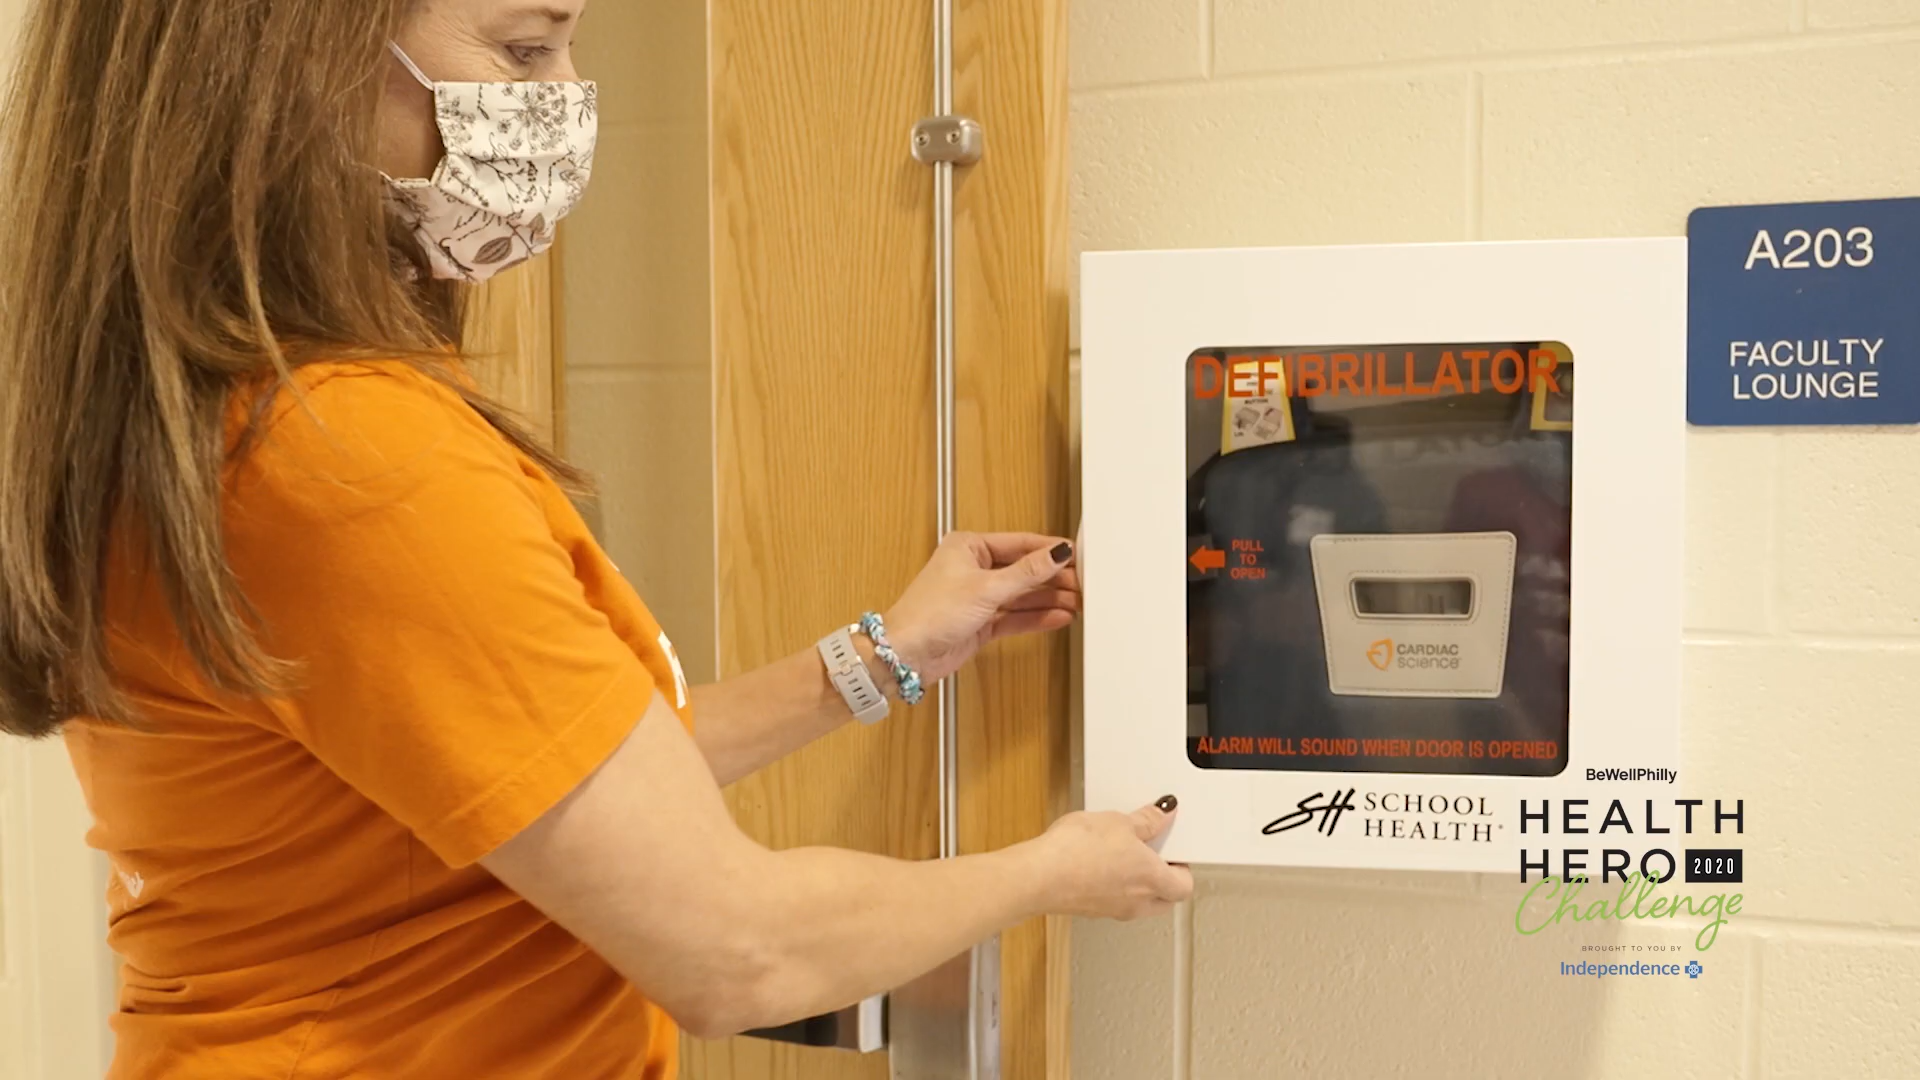 A203
FACULTY
LOUNGE
DEFIBRILLATOR
PULL
TO
OPEN
CARDIAC
science
ALARM WILL SOUND WHEN DOOR IS OPENED
SH SCHOOL
HEALTH
BeWellPhilly
HEALTH
HERO 2020
Challenge
BROUGHT TO YOU BY
Independence